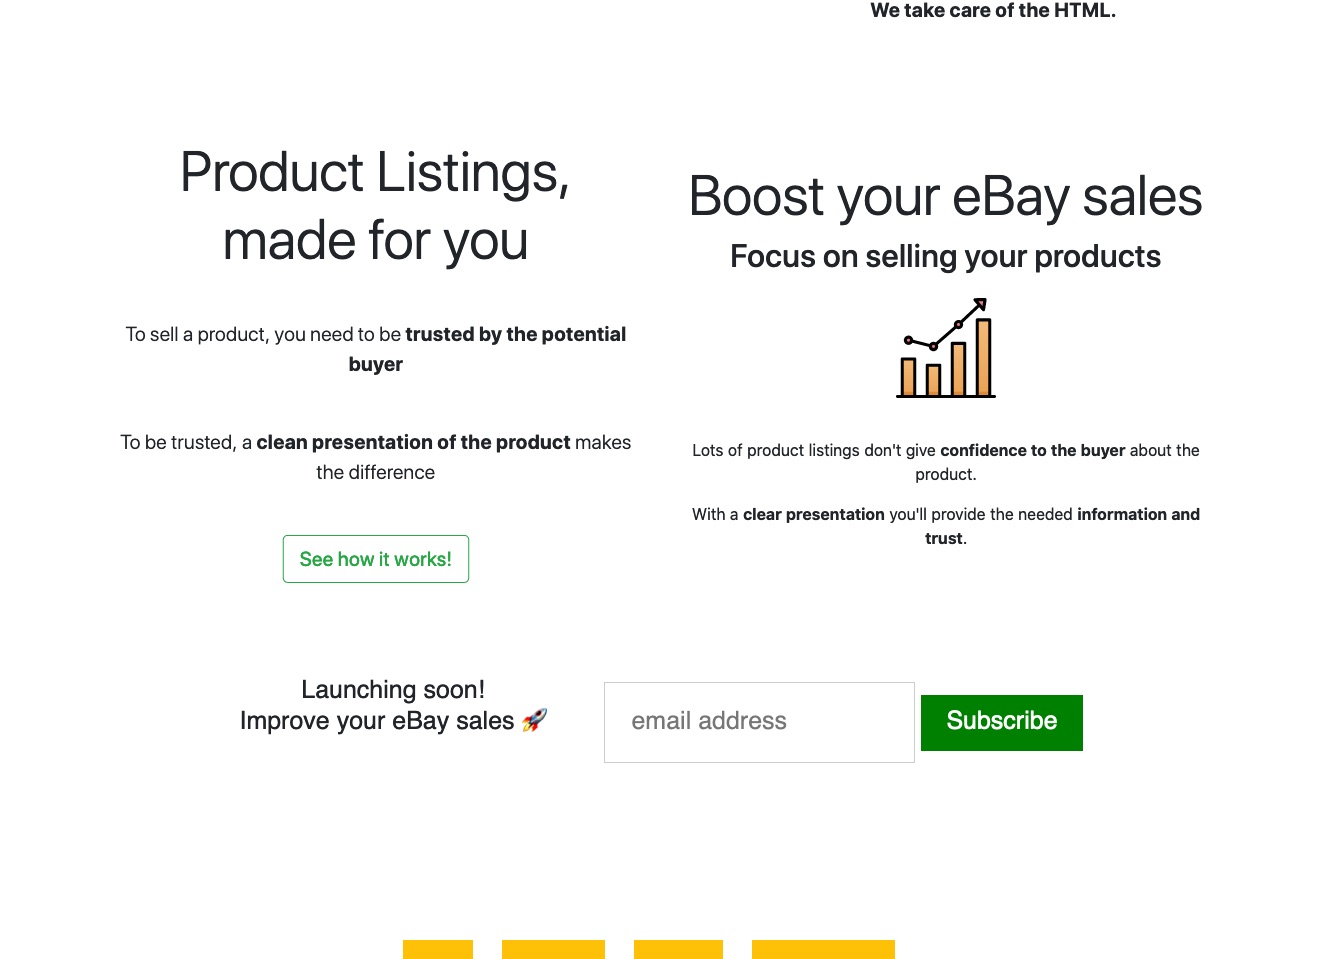 We take care of the HTML.
Product Listings,
made for you
To sell a product, you need to be trusted by the potential
buyer
To be trusted, a clean presentation of the product makes
the difference
See how it works!
Boost your eBay sales
Focus on selling your products
Lots of product listings don't give confidence to the buyer about the
product.
With a clear presentation you'll provide the needed information and
trust.
Launching soon!
Improve your eBay sales 🚀
email address
Subscribe